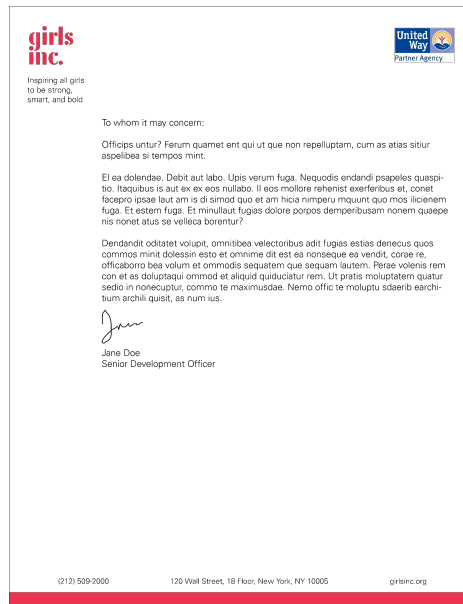 girls
inc.
Inspiring all girls
to be strong,
smart, and bold
United
Way
Partner Agency
To whom it may concern:
Officips untur? Ferum quamet ent qui ut que non repelluptam, cum as atias sitiur
aspelibea si tempos mint.
El ea dolendae. Debit aut labo. Upis verum fuga. Nequodis endandi psapeles quaspi-
tio. Itaquibus is aut ex ex eos nullabo. Il eos mollore rehenist exerferibus et, conet
facepro ipsae laut am is di simod quo et am hicia nimperu mquunt quo mos ilicienem
fuga. Et estem fuga. Et minullaut fugias dolore porpos demperibusam nonem quaepe
nis nonet atus se velleca borentur?
Dendandit oditatet volupit, omnitibea velectoribus adit fugias estias denecus quos
commos minit dolessin esto et omnime dit est ea nonseque ea vendit, corae re,
officaborro bea volum et ommodis sequatem que sequam lautem. Perae volenis rem
con et as doluptaqui ommod et aliquid quiduciatur rem. Ut pratis moluptatem quatur
sedio in nonecuptur, commo te maximusdae. Nemo offic te moluptu sdaerib earchi-
tium archili quisit, as num ius.
Jane Doe
Senior Development Officer
(212) 509-2000
120 Wall Street, 18 Floor, New York, NY 10005
girlsinc.org